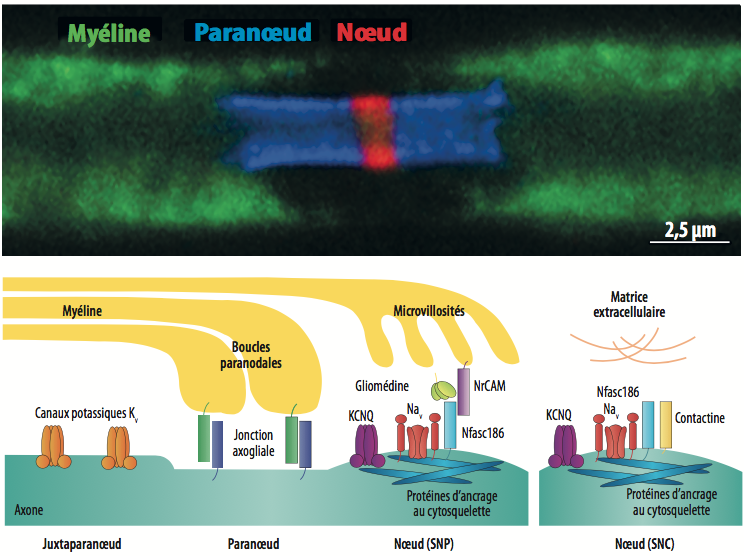 Myéline Paranœud Nœud
2,5 µm
Myéline
Microvillosités
Matrice
extracellulaire
Boucles
paranodales
Canaux potassiques Kv
Jonction
axogliale
Gliomédine
NrCAM
KCNQ
Nav
Nfasc186
Nfasc186
KCNQ
Nav
Contactine
Axone
Protéines d'ancrage
au cytosquelette
Protéines d'ancrage
au cytosquelette
Juxtaparanœud
Paranœud
Nœud (SNP)
Nœud (SNC)